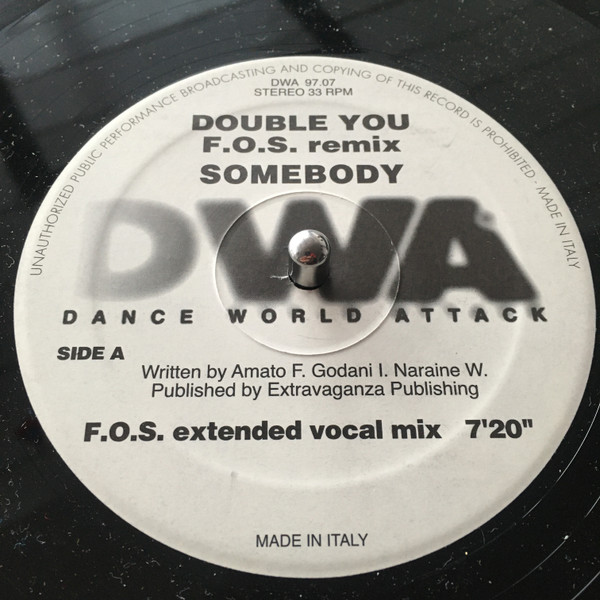 UNAUTHORIZED PUBLIC PERFORMANCE BROADCASTING AND COPYING OF THIS RECORD IS PROHIBITED - MADE IN ITALY
DWA 97.07
STEREO 33 RPM
DOUBLE YOU
F.O.S. remix
SOMEBODY
DWA
DANCE WORLD ATTACK
SIDE A
Written by Amato F. Godani I. Naraine W.
Published by Extravaganza Publishing
F.O.S. extended vocal mix 7'20"
MADE IN ITALY